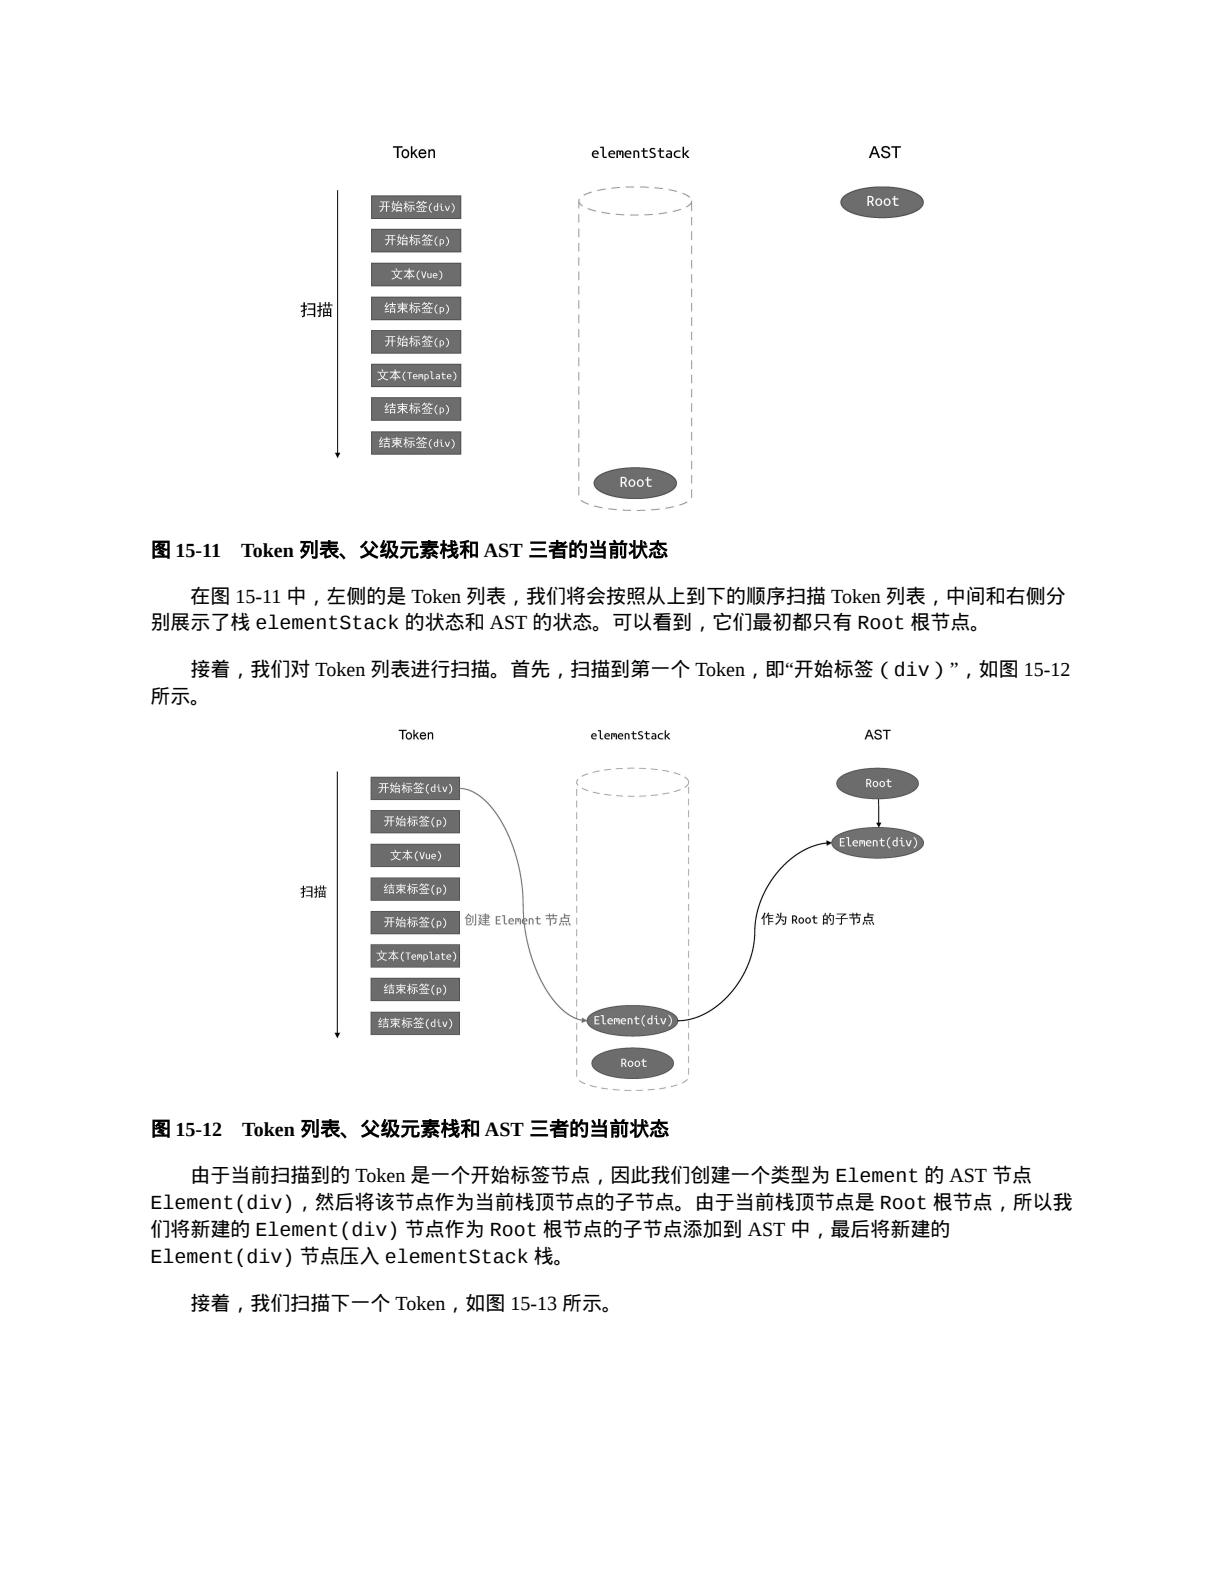 Token elementStack AST
开始标签(div)
Root
开始标签(p)
文本(Vue)
扫描
结束标签(p)
开始标签(p)
文本(Template)
结束标签(p)
结束标签(div)
Root
图 15-11 Token 列表、父级元素栈和 AST 三者的当前状态
在图 15-11 中，左侧的是 Token 列表，我们将会按照从上到下的顺序扫描 Token 列表，中间和右侧分
别展示了栈 elementStack 的状态和 AST 的状态。可以看到，它们最初都只有 Root 根节点。
接着，我们对 Token 列表进行扫描。首先，扫描到第一个 Token，即“开始标签（div）”，如图 15-12
所示。
Token elementStack AST
开始标签(div)
Root
开始标签(p)
Element(div)
文本(Vue)
扫描
结束标签(p)
开始标签(p)
创建 Element 节点
作为 Root 的子节点
文本(Template)
结束标签(p)
结束标签(div)
Element(div)
Root
图 15-12 Token 列表、父级元素栈和 AST 三者的当前状态
由于当前扫描到的 Token 是一个开始标签节点，因此我们创建一个类型为 Element 的 AST 节点
Element(div)，然后将该节点作为当前栈顶节点的子节点。由于当前栈顶节点是 Root 根节点，所以我
们将新建的 Element(div) 节点作为 Root 根节点的子节点添加到 AST 中，最后将新建的
Element(div) 节点压入 elementStack 栈。
接着，我们扫描下一个 Token，如图 15-13 所示。